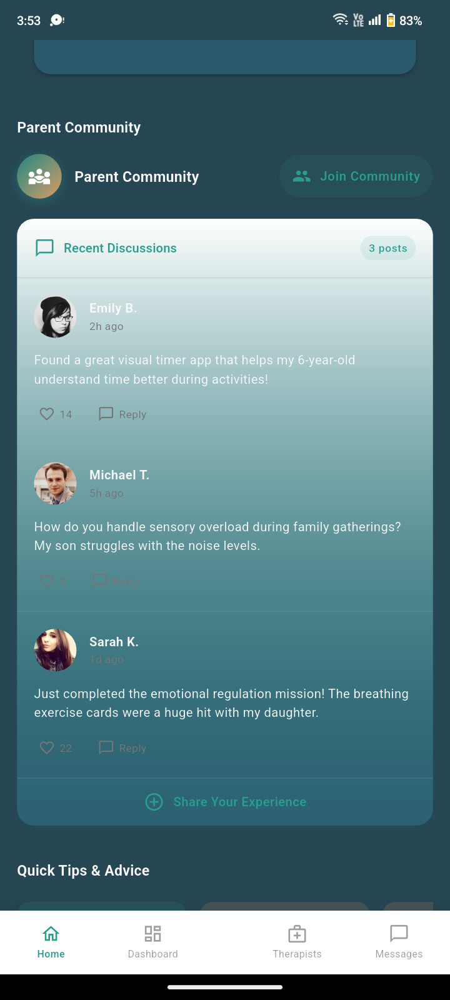 3:53
Vo LTE
83%
Parent Community
Parent Community
Join Community
Recent Discussions
3 posts
Emily B.
2h ago
Found a great visual timer app that helps my 6-year-old
understand time better during activities!
14
Reply
Michael T.
5h ago
How do you handle sensory overload during family gatherings?
My son struggles with the noise levels.
8
Reply
Sarah K.
1d ago
Just completed the emotional regulation mission! The breathing
exercise cards were a huge hit with my daughter.
22
Reply
Share Your Experience
Quick Tips & Advice
Home
Dashboard
Therapists
Messages